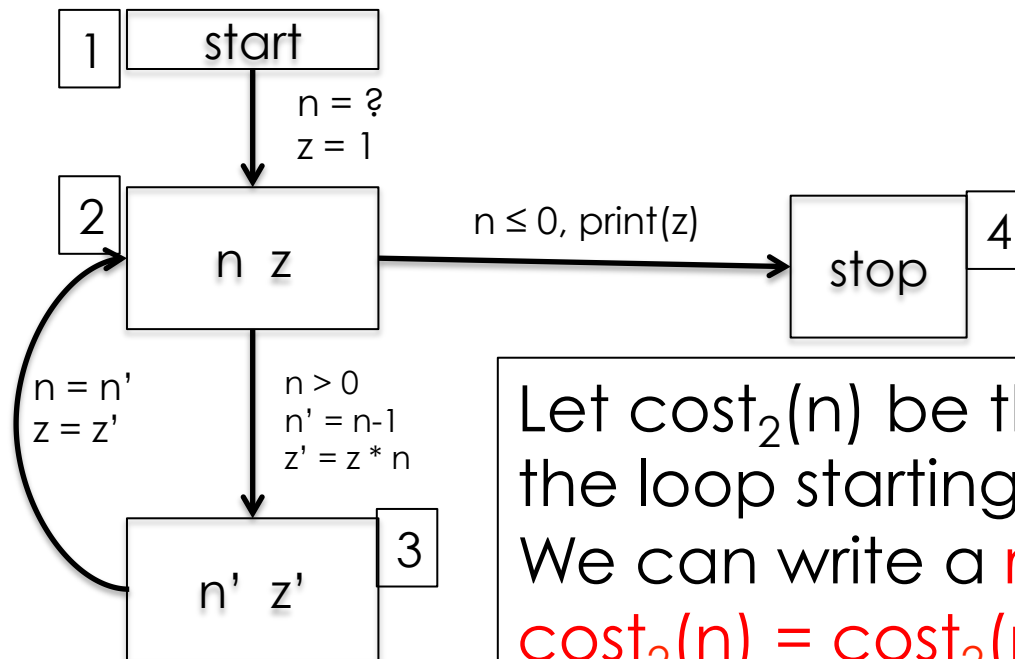 1
start
n = ?
z = 1
2
n z
n ≤ 0, print(z)
stop
4
n = n’
z = z’
n > 0
n’ = n-1
z’ = z * n
3
n’ z’
Let cost₂(n) be
the loop starting
We can write a
cost₂(n) = cost₂(